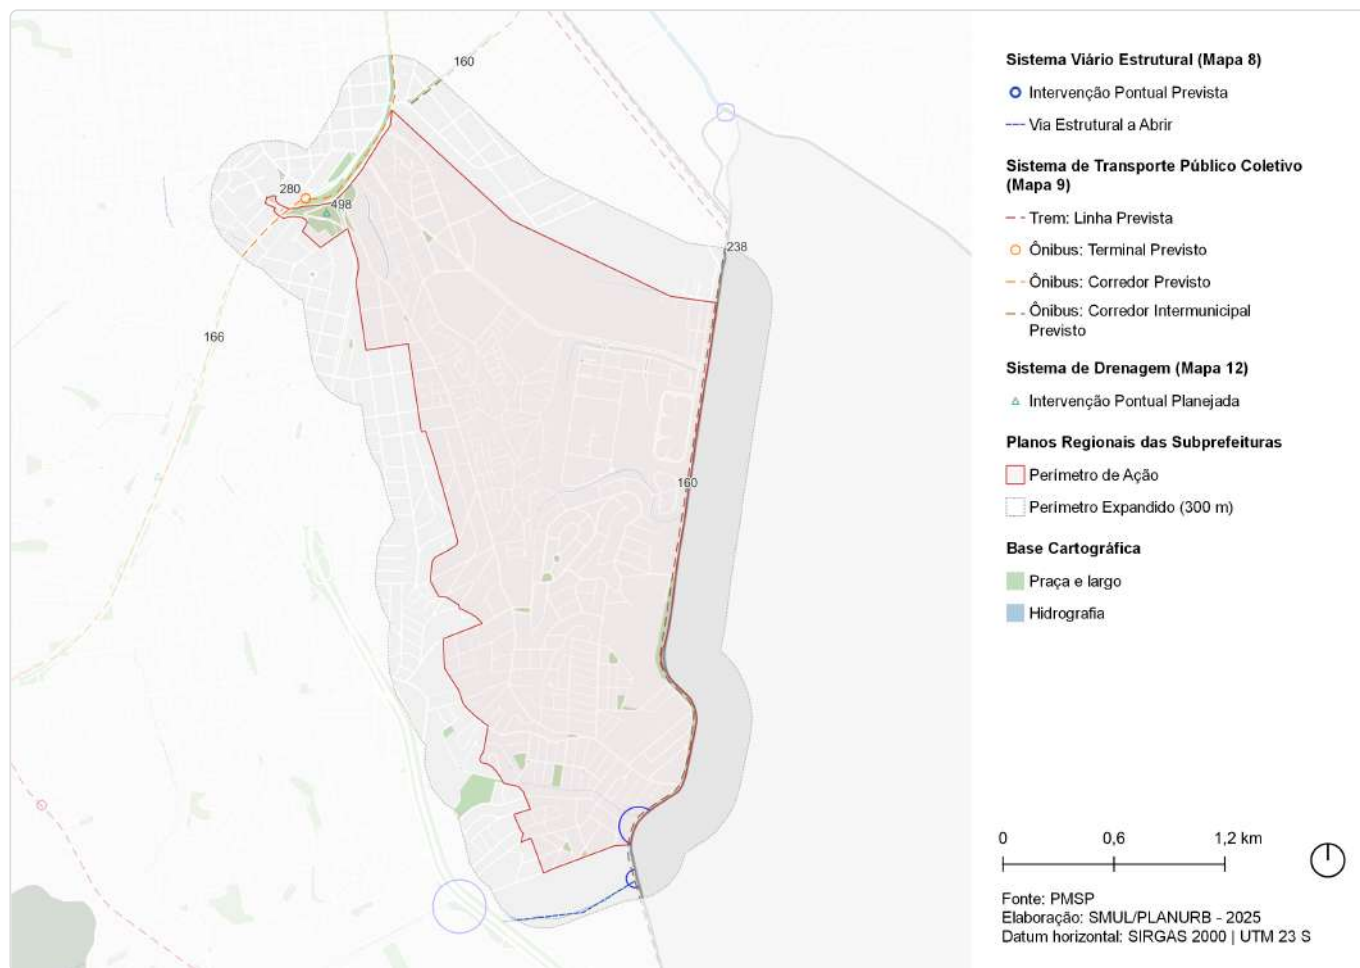 160
280
498
238
166
160
Sistema Viário Estrutural (Mapa 8)
Intervenção Pontual Prevista
Via Estrutural a Abrir
Sistema de Transporte Público Coletivo
(Mapa 9)
Trem: Linha Prevista
Ônibus: Terminal Previsto
Ônibus: Corredor Previsto
Ônibus: Corredor Intermunicipal
Previsto
Sistema de Drenagem (Mapa 12)
Intervenção Pontual Planejada
Planos Regionais das Subprefeituras
Perímetro de Ação
Perímetro Expandido (300 m)
Base Cartográfica
Praça e largo
Hidrografia
0 0,6 1,2 km
Fonte: PMSP
Elaboração: SMUL/PLANURB - 2025
Datum horizontal: SIRGAS 2000 | UTM 23 S